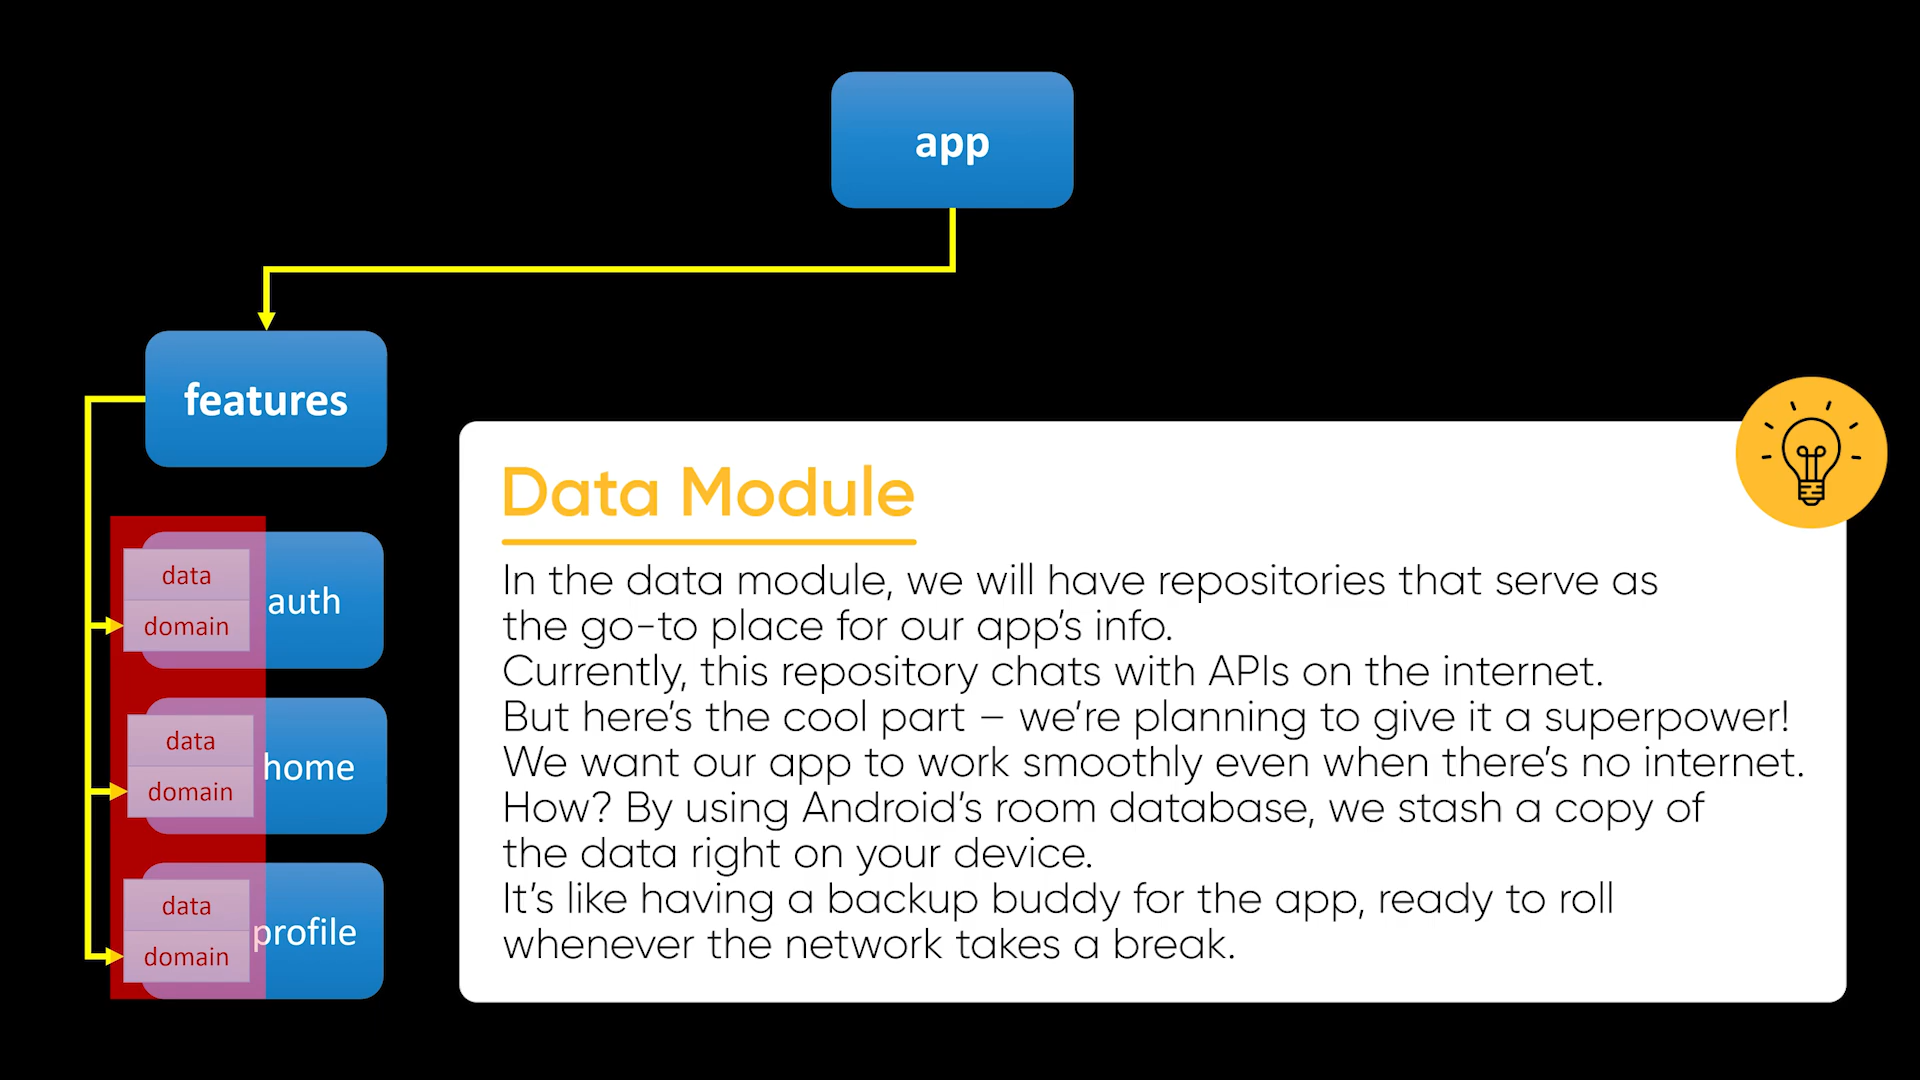 app
features
data
domain
auth
data
domain
home
data
domain
profile
Data Module
In the data module, we will have repositories that serve as
the go-to place for our app's info.
Currently, this repository chats with APIs on the internet.
But here's the cool part – we're planning to give it a superpower!
We want our app to work smoothly even when there's no internet.
How? By using Android's room database, we stash a copy of
the data right on your device.
It's like having a backup buddy for the app, ready to roll
whenever the network takes a break.